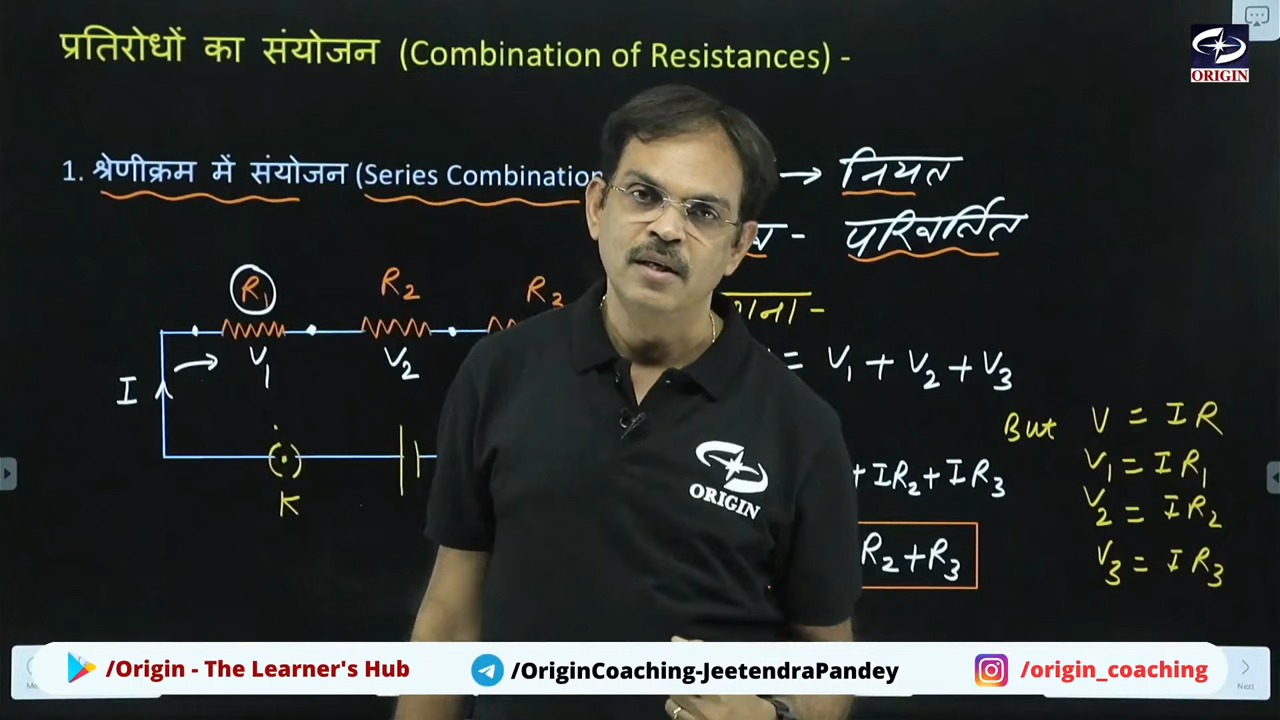 प्रतिरोधों का संयोजन (Combination of Resistances) -
ORIGIN
1. श्रेणीक्रम में संयोजन (Series Combination → नियत
- परिवर्तित
R1 R2 R3
-
V1 V2
I
= V1 + V2 + V3
But V = IR
V1 = IR1
+ IR2 + IR3
V2 = IR2
K
ORIGIN
R2 + R3
V3 = IR3
/Origin - The Learner's Hub /OriginCoaching-JeetendraPandey /origin_coaching
Next